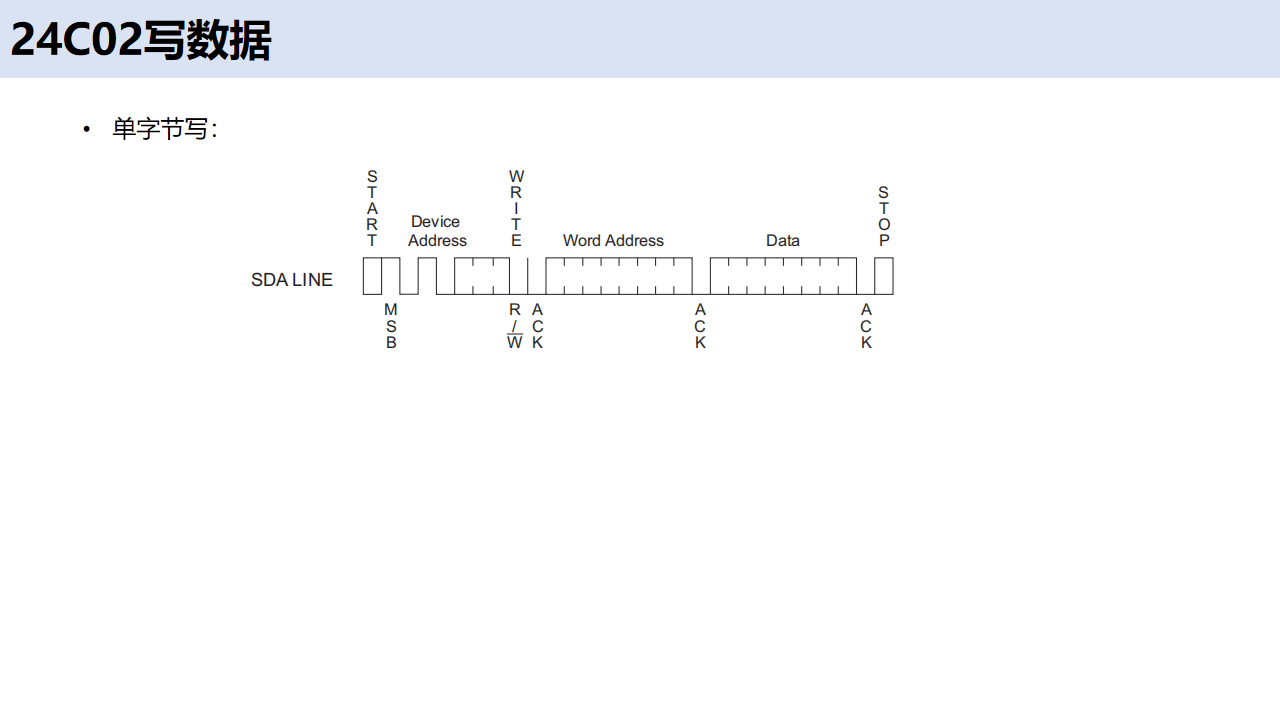 24C02写数据
• 单字节写：
START
WRITE
STOP
Device
Address
Word Address
Data
SDA LINE
MSB
R/W
ACK
ACK
ACK